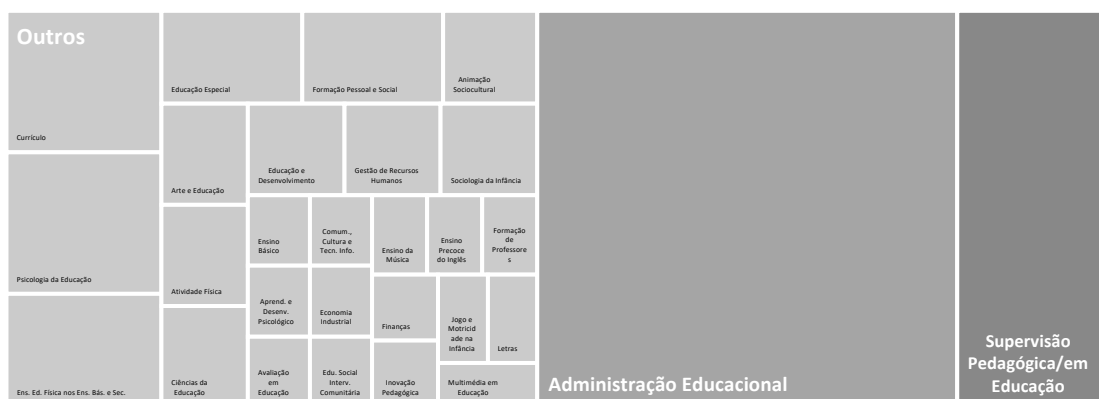 Outros
Currículo
Psicologia da Educação
Ens. Ed. Física nos Ens. Bás. e Sec.
Educação Especial
Formação Pessoal e Social
Animação
Sociocultural
Arte e Educação
Educação e
Desenvolvimento
Gestão de Recursos
Humanos
Sociologia da Infância
Atividade Física
Ciências da
Educação
Ensino
Básico
Comum.,
Cultura e
Tecn. Info.
Ensino da
Música
Ensino
Precoce
do Inglês
Formação
de
Professore
s
Aprend. e
Desenv.
Psicológico
Economia
Industrial
Finanças
Jogo e
Motricid
ade na
Infância
Letras
Avaliação
em
Educação
Edu. Social
Interv.
Comunitária
Inovação
Pedagógica
Multimédia em
Educação
Administração Educacional
Supervisão
Pedagógica/em
Educação